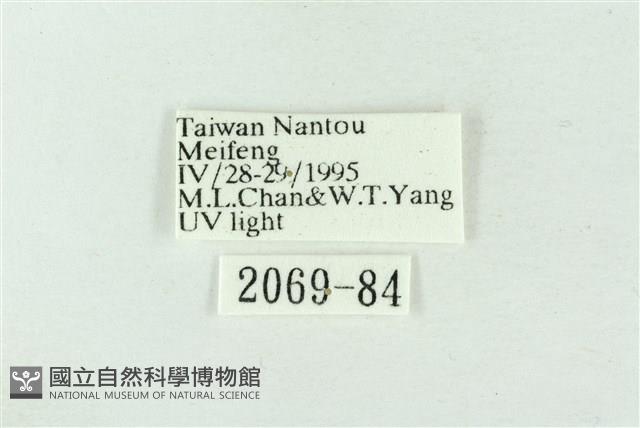 Taiwan Nantou
Meifeng
IV/28-29/1995
M.L.Chan&W.T.Yang
UV light
2069-84
國立自然科學博物館
NATIONAL MUSEUM OF NATURAL SCIENCE